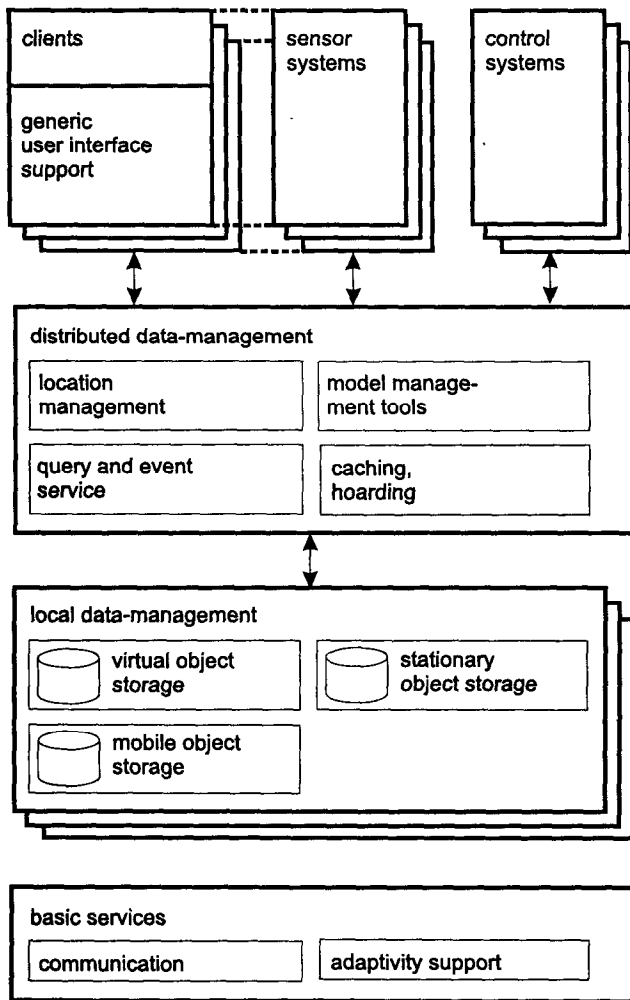 clients
generic
user interface
support
sensor
systems
control
systems
distributed data-management
location
management
model manage-
ment tools
query and event
service
caching,
hoarding
local data-management
virtual object
storage
stationary
object storage
mobile object
storage
basic services
communication
adaptivity support